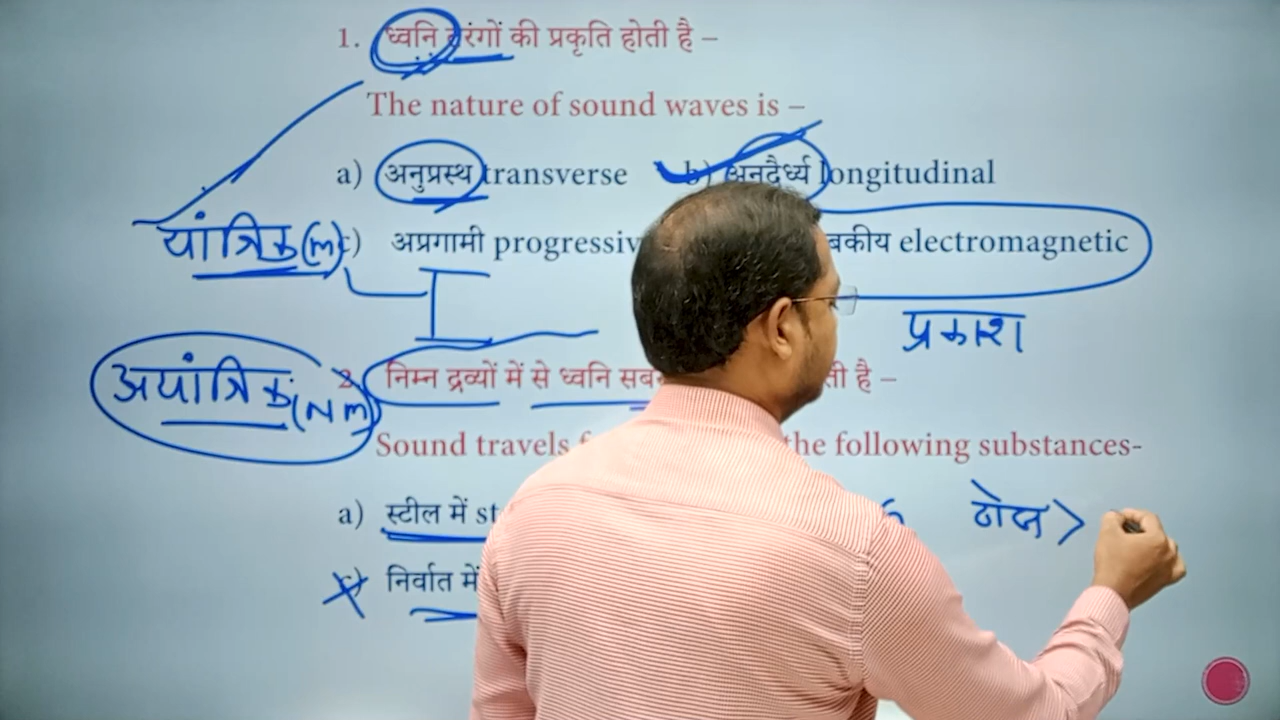 1. ध्वनि तरंगों की प्रकृति होती है –
The nature of sound waves is –
a) अनुप्रस्थ transverse b) अनुदैर्ध्य longitudinal
यांत्रिक (m) c) अप्रगामी progressiv बकीय electromagnetic
प्रकाश
अयांत्रिक (Nm) 2. निम्न द्रव्यों में से ध्वनि सब ती है –
Sound travels the following substances-
a) स्टील में st ठोस >
c) निर्वात में